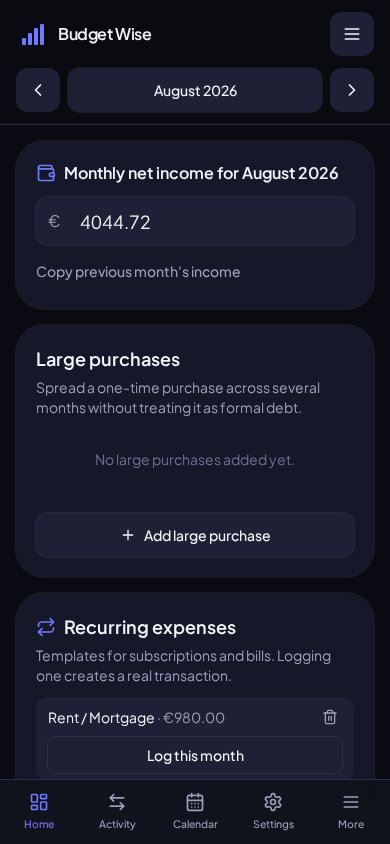 Budget Wise
August 2026
Monthly net income for August 2026
€ 4044.72
Copy previous month's income
Large purchases
Spread a one-time purchase across several
months without treating it as formal debt.
No large purchases added yet.
+ Add large purchase
Recurring expenses
Templates for subscriptions and bills. Logging
one creates a real transaction.
Rent / Mortgage · €980.00
Log this month
Home Activity Calendar Settings More